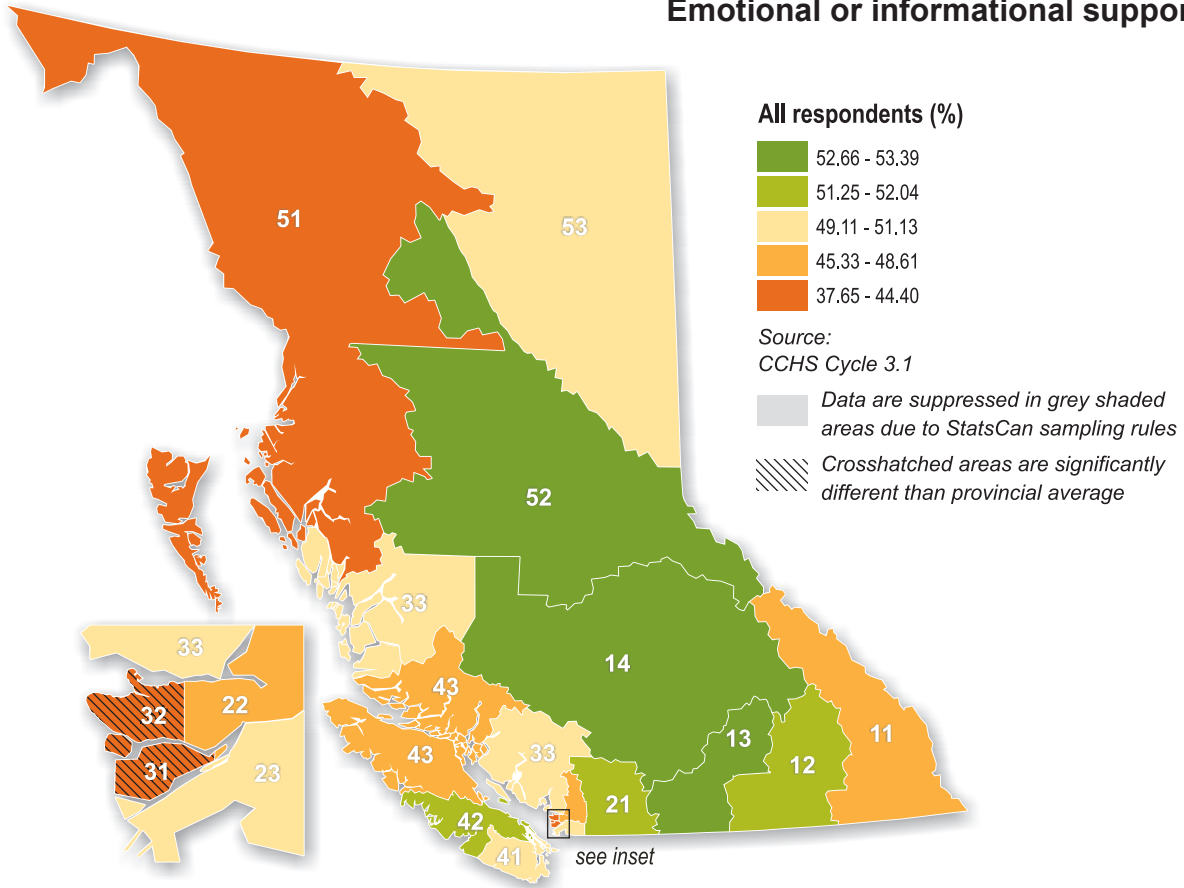 Emotional or informational suppor
All respondents (%)
52.66 - 53.39
51.25 - 52.04
49.11 - 51.13
45.33 - 48.61
37.65 - 44.40
Source:
CCHS Cycle 3.1
Data are suppressed in grey shaded
areas due to StatsCan sampling rules
Crosshatched areas are significantly
different than provincial average
51
53
52
33
14
43
33
22
32
31
23
43
33
13
12
11
21
42
41
see inset